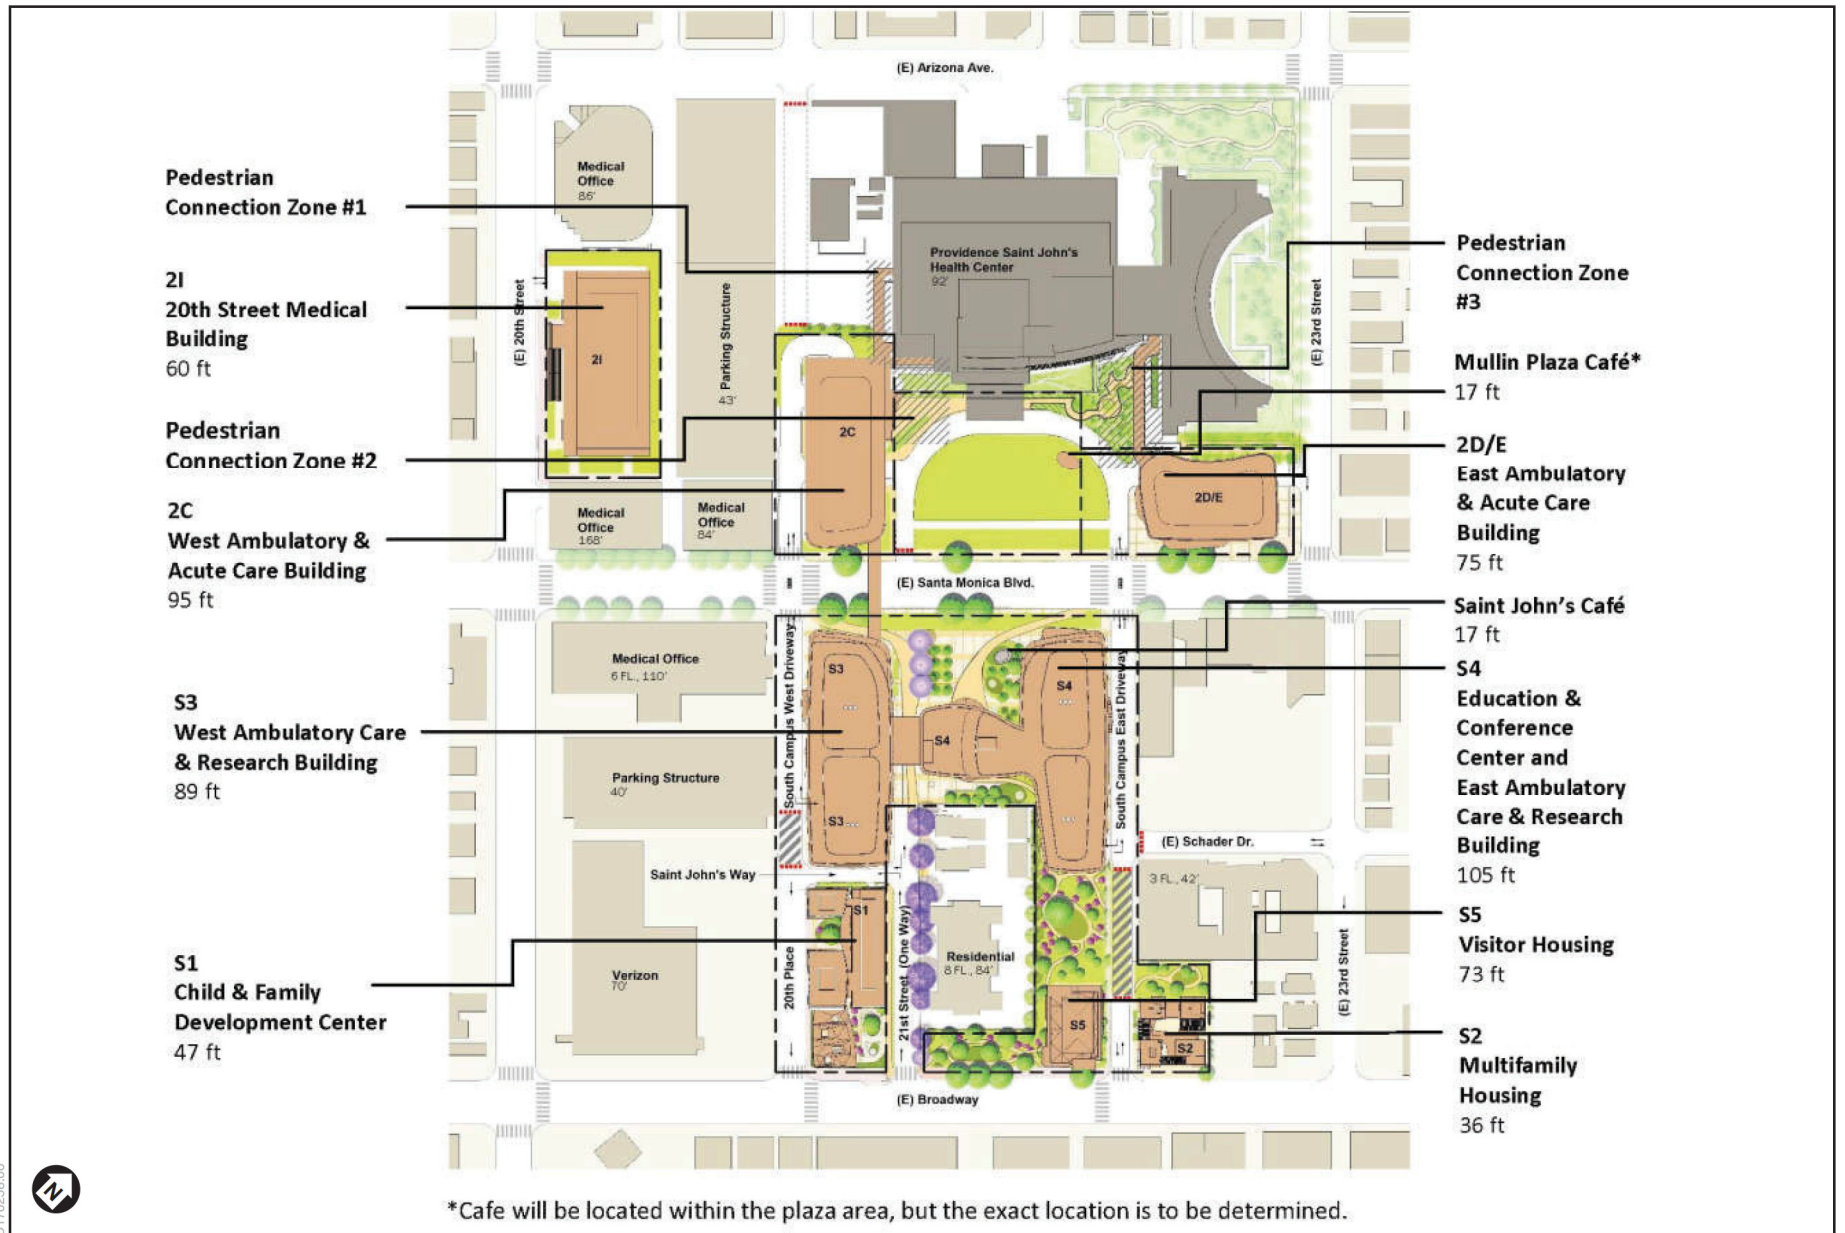 (E) Arizona Ave.
Pedestrian
Connection Zone #1
2I
20th Street Medical
Building
60 ft
Pedestrian
Connection Zone #2
2C
West Ambulatory &
Acute Care Building
95 ft
S3
West Ambulatory Care
& Research Building
89 ft
S1
Child & Family
Development Center
47 ft
Medical
Office
86'
(E) 20th Street
2I
Parking Structure
43'
Medical
Office
168'
Medical
Office
84'
Providence Saint John's
Health Center
92'
2C
2D/E
(E) 23rd Street
(E) Santa Monica Blvd.
Medical Office
6 FL., 110'
Parking Structure
40'
South Campus West Driveway
S3
S3
S4
S4
South Campus East Driveway
(E) Schader Dr.
Saint John's Way
3 FL., 42'
Verizon
70'
20th Place
S1
21st Street (One Way)
Residential
8 FL., 84'
S5
S2
(E) 23rd Street
(E) Broadway
Pedestrian
Connection Zone
#3
Mullin Plaza Café*
17 ft
2D/E
East Ambulatory
& Acute Care
Building
75 ft
Saint John's Café
17 ft
S4
Education &
Conference
Center and
East Ambulatory
Care & Research
Building
105 ft
S5
Visitor Housing
73 ft
S2
Multifamily
Housing
36 ft
N
*Cafe will be located within the plaza area, but the exact location is to be determined.